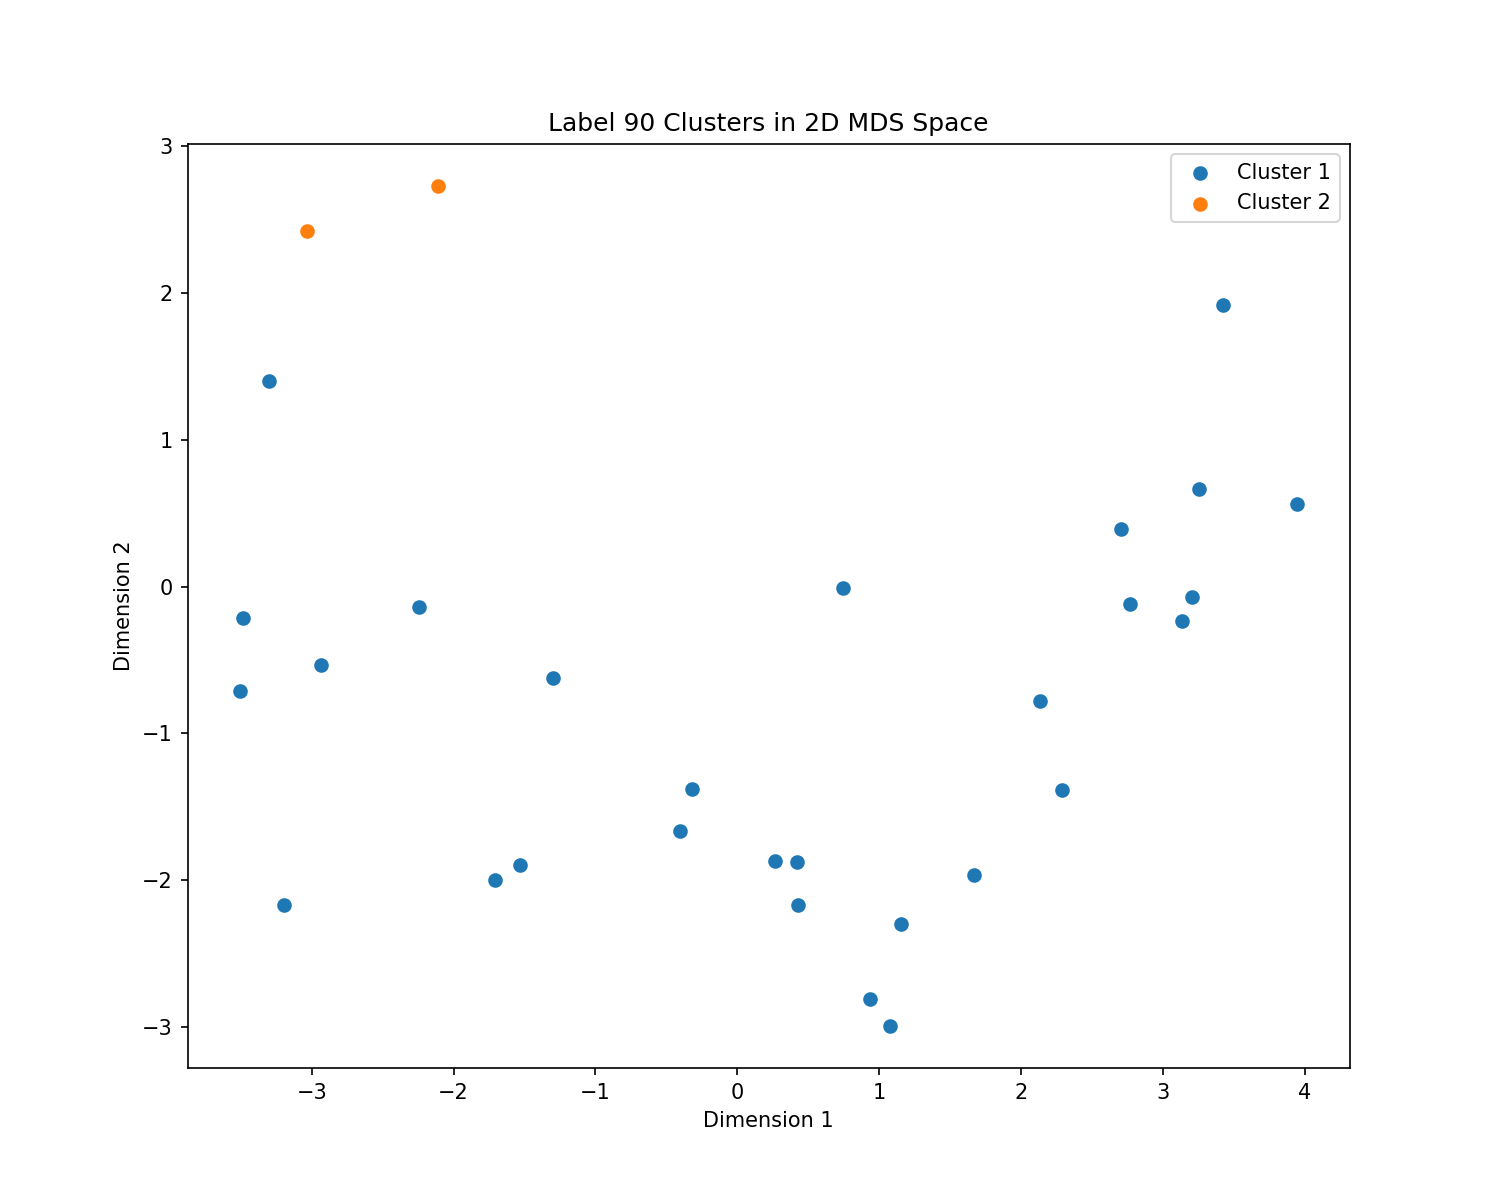 Label 90 Clusters in 2D MDS Space
Cluster 1
Cluster 2
3
2
1
0
−1
−2
−3
Dimension 2
−3 −2 −1 0 1 2 3 4
Dimension 1